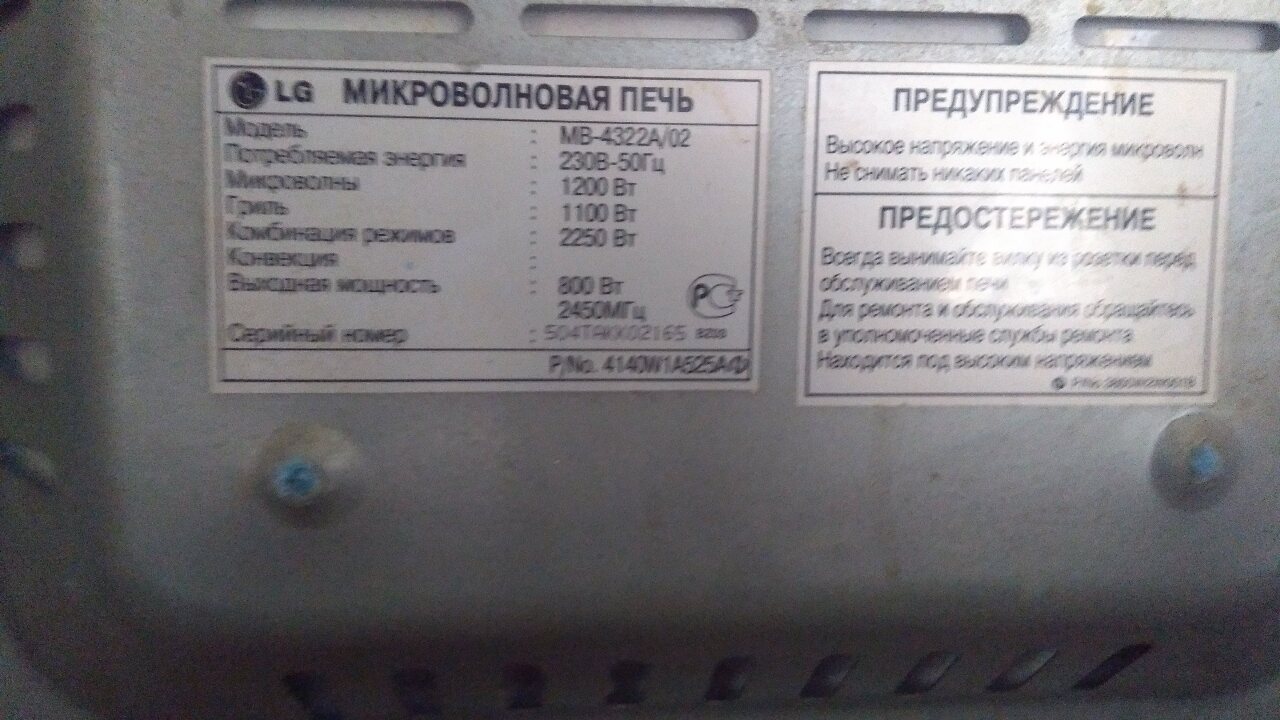 LG МИКРОВОЛНОВАЯ ПЕЧЬ
Модель : MB-4322A/02
Потребляемая энергия : 230В-50Гц
Микроволны : 1200 Вт
Гриль : 1100 Вт
Комбинация режимов : 2250 Вт
Конвекция :
Выходная мощность : 800 Вт
2450МГц
Серийный номер : 504TAKK02165
P/No. 4140W1A525A/Ф
ПРЕДУПРЕЖДЕНИЕ
Высокое напряжение и энергия микроволн
Не снимать никаких панелей
ПРЕДОСТЕРЕЖЕНИЕ
Всегда вынимайте вилку из розетки перед
обслуживанием печи
Для ремонта и обслуживания обращайтесь
в уполномоченные службы ремонта
Находится под высоким напряжением